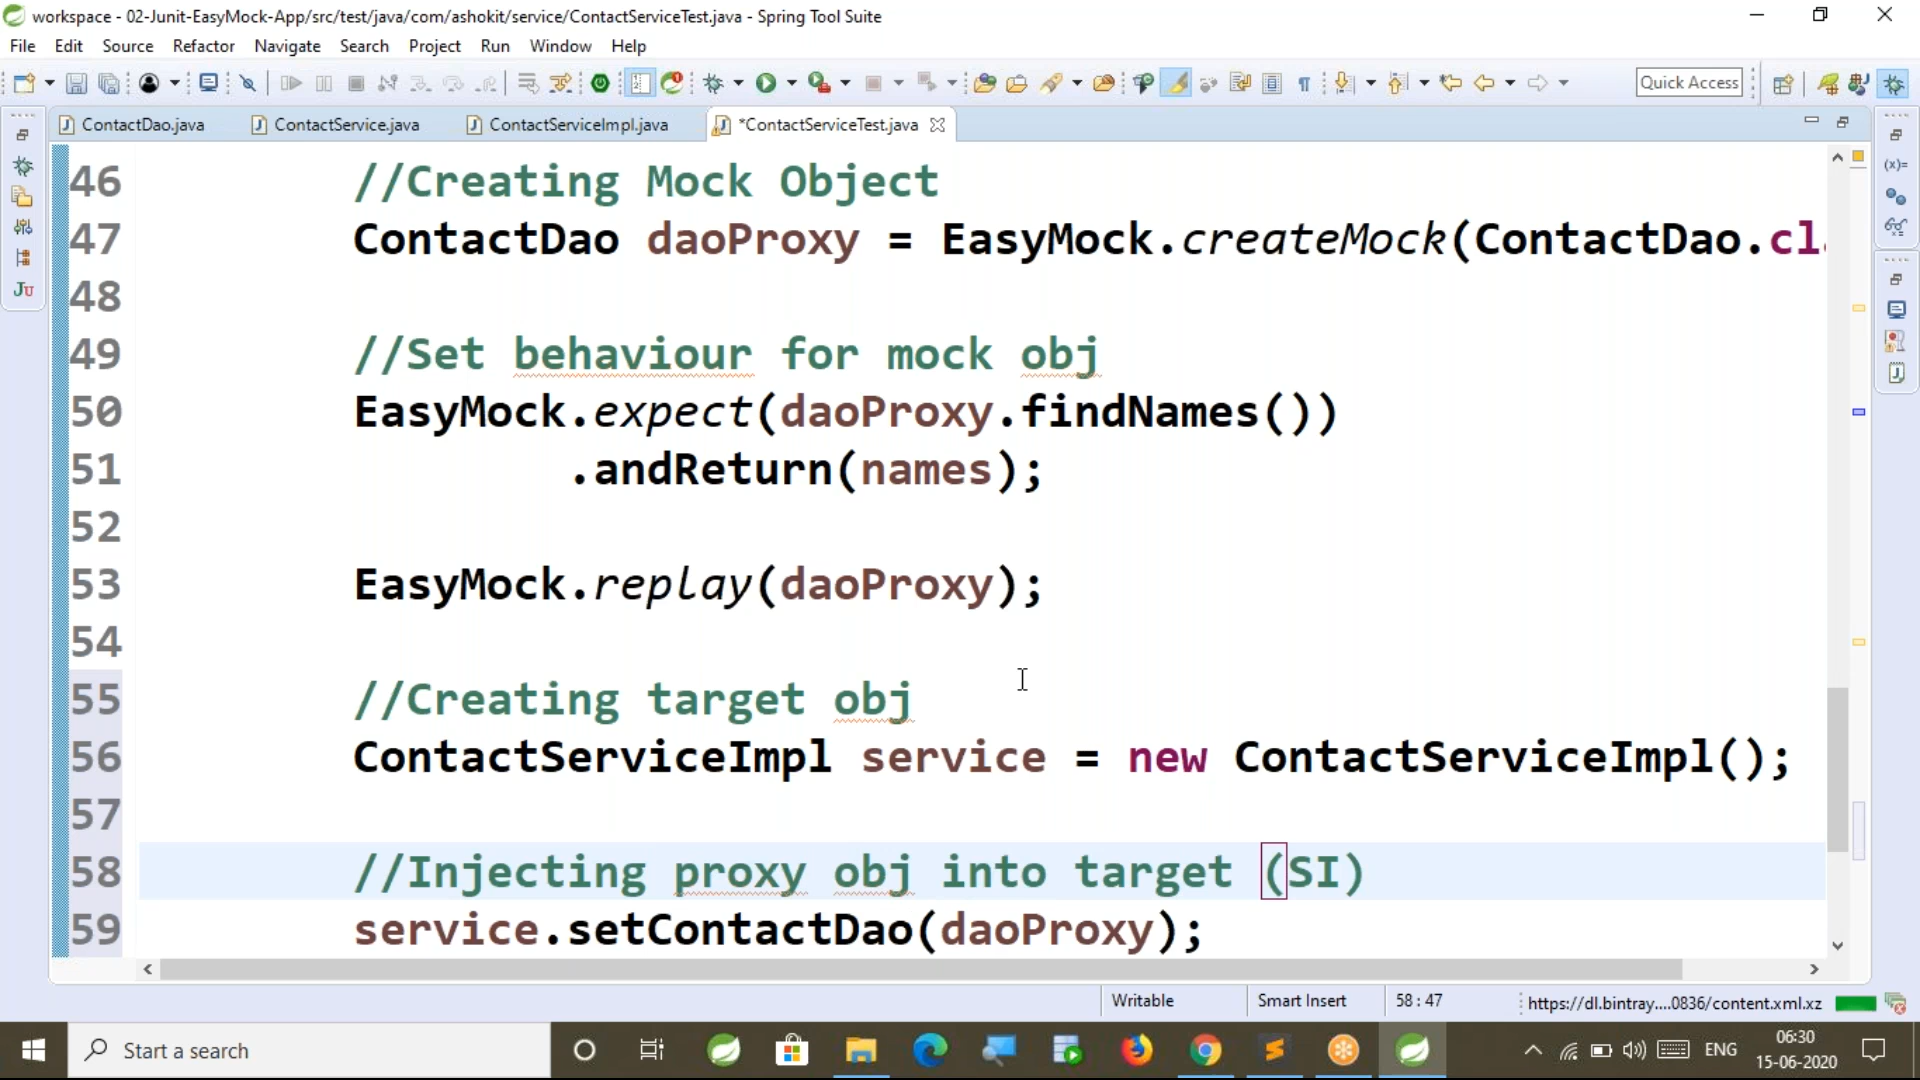 workspace - 02-Junit-EasyMock-App/src/test/java/com/ashokit/service/ContactServiceTest.java - Spring Tool Suite
File Edit Source Refactor Navigate Search Project Run Window Help
Quick Access
ContactDao.java ContactService.java ContactServiceImpl.java *ContactServiceTest.java
46 //Creating Mock Object
47 ContactDao daoProxy = EasyMock.createMock(ContactDao.cl
48
49 //Set behaviour for mock obj
50 EasyMock.expect(daoProxy.findNames())
51 .andReturn(names);
52
53 EasyMock.replay(daoProxy);
54
55 //Creating target obj
56 ContactServiceImpl service = new ContactServiceImpl();
57
58 //Injecting proxy obj into target (SI)
59 service.setContactDao(daoProxy);
Writable Smart Insert 58 : 47 https://dl.bintray....0836/content.xml.xz
Start a search
ENG
06:30
15-06-2020